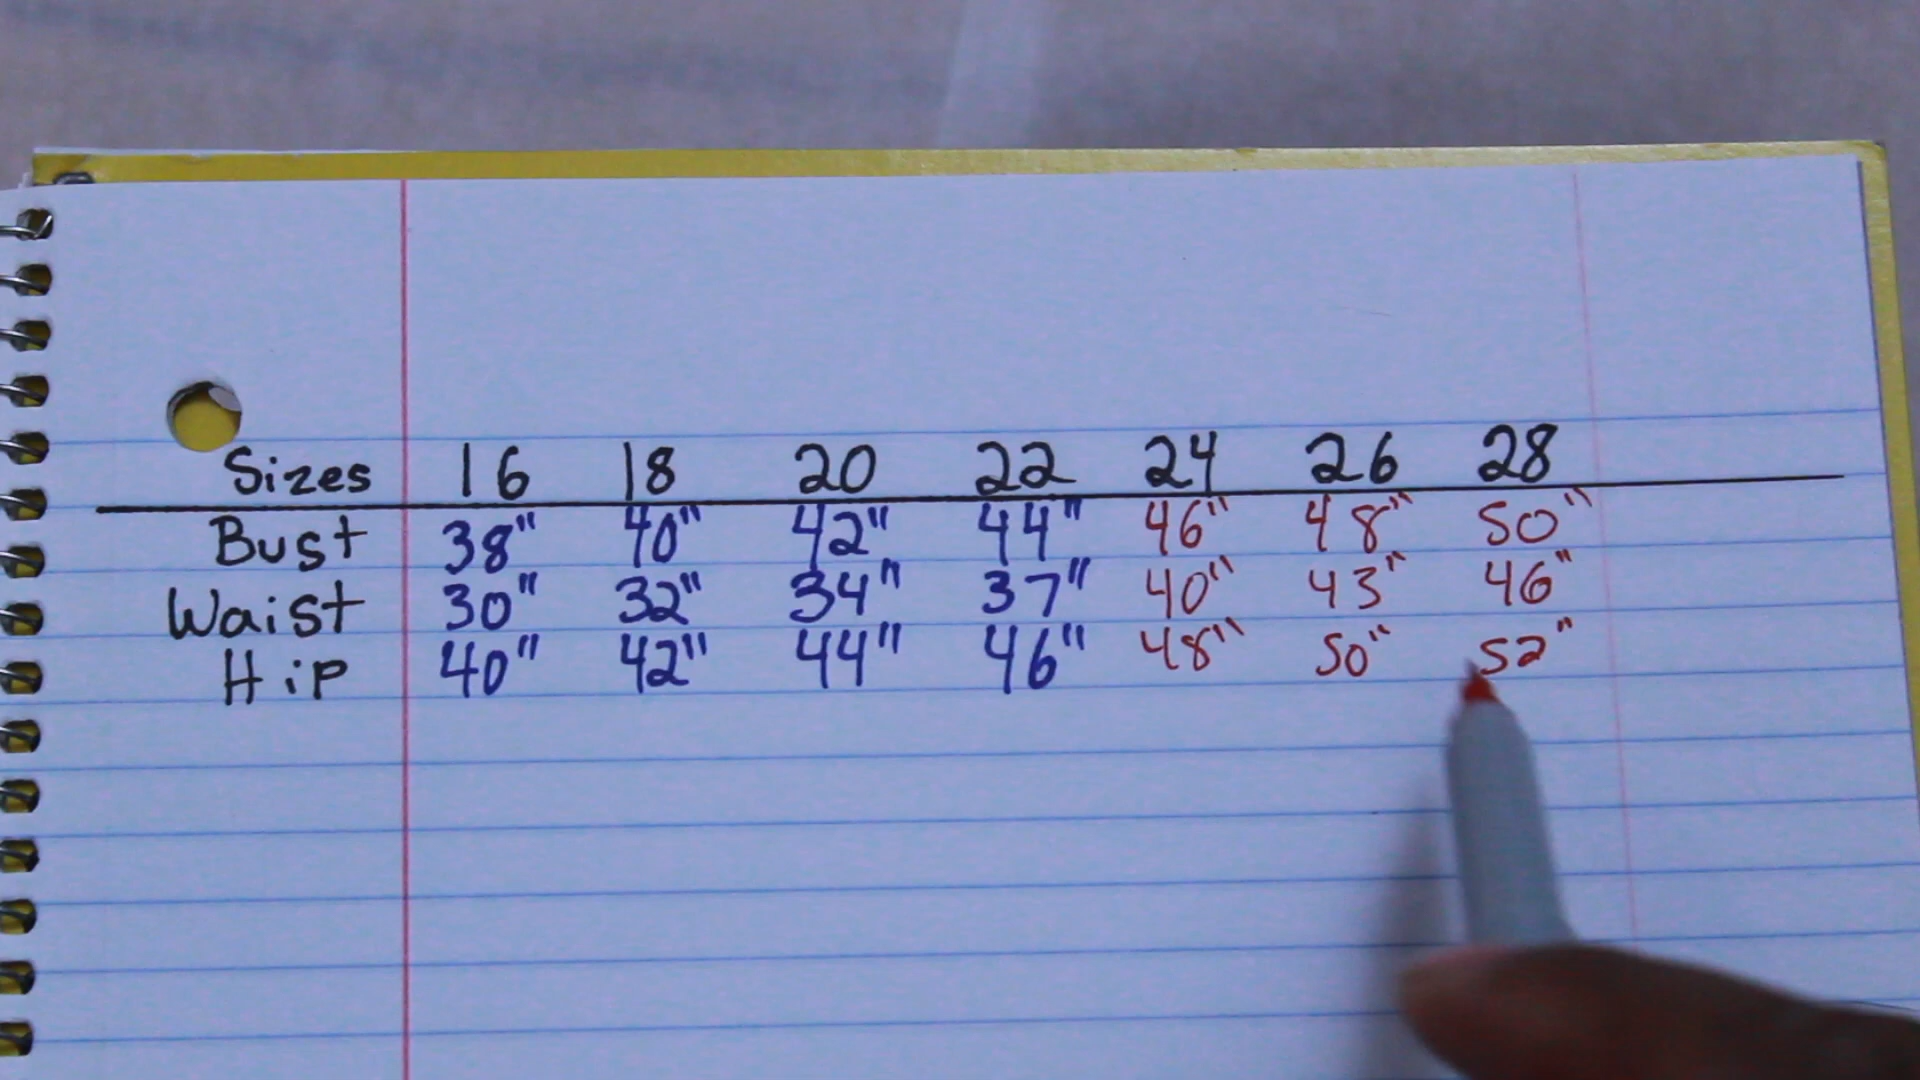 Sizes 16 18 20 22 24 26 28
Bust 38" 40" 42" 44" 46" 48" 50"
Waist 30" 32" 34" 37" 40" 43" 46"
Hip 40" 42" 44" 46" 48" 50" 52"